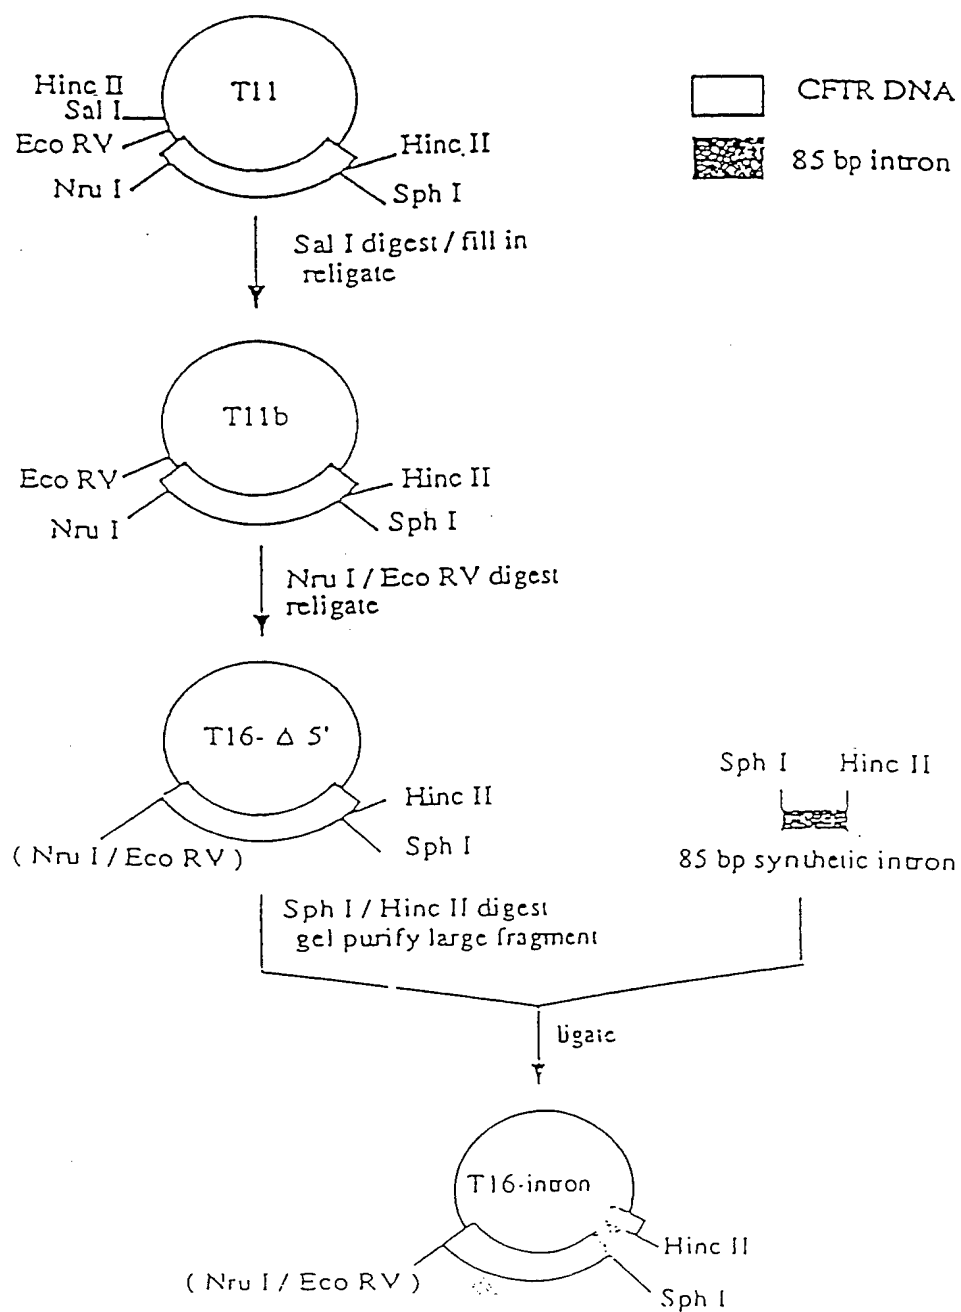 T11
Hinc II
Sal I
Eco RV
Nru I
Hinc II
Sph I
CFTR DNA
85 bp intron
Sal I digest / fill in
religate
T11b
Eco RV
Nru I
Hinc II
Sph I
Nru I / Eco RV digest
religate
T16- Δ 5'
Hinc II
Sph I
( Nru I / Eco RV )
Sph I Hinc II
85 bp synthetic intron
Sph I / Hinc II digest
gel purify large fragment
ligate
T16-intron
Hinc II
Sph I
( Nru I / Eco RV )